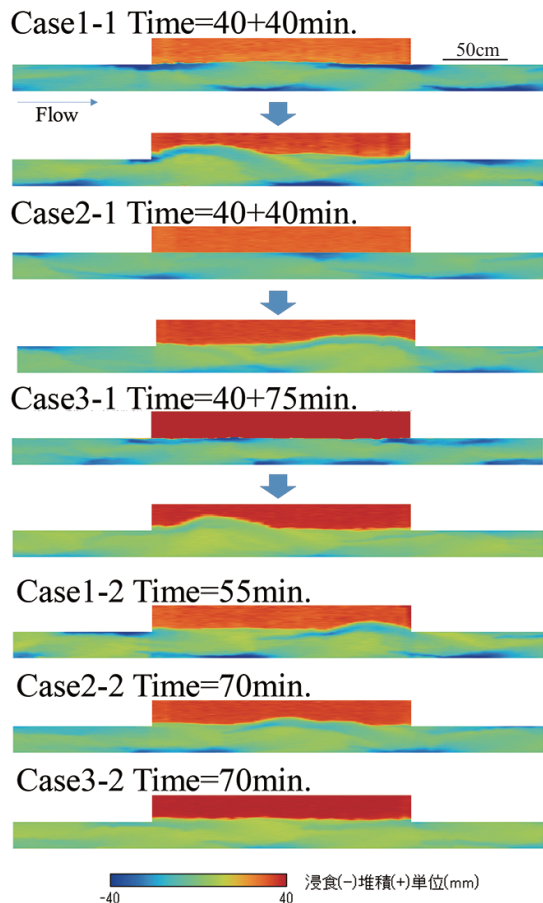 Case1-1 Time=40+40min.
50cm
Flow
Case2-1 Time=40+40min.
Case3-1 Time=40+75min.
Case1-2 Time=55min.
Case2-2 Time=70min.
Case3-2 Time=70min.
浸食(-)堆積(+)単位(mm)
-40 40